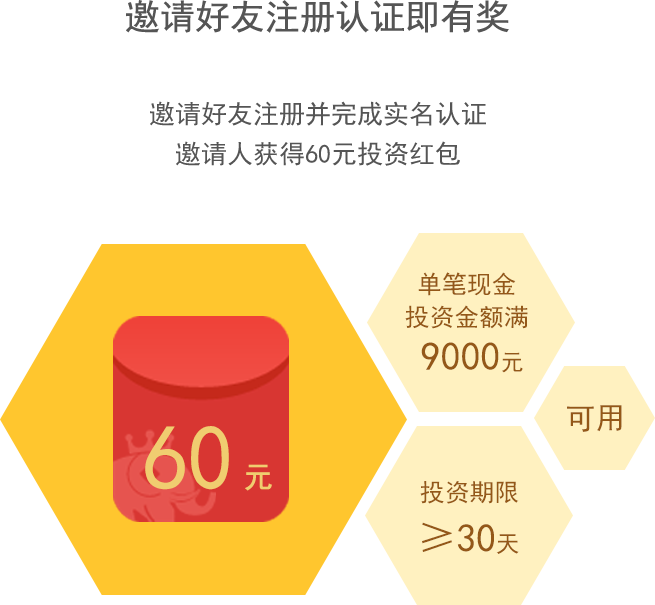 邀请好友注册认证即有奖
邀请好友注册并完成实名认证
邀请人获得60元投资红包
60元
单笔现金
投资金额满
9000元
可用
投资期限
≥30天